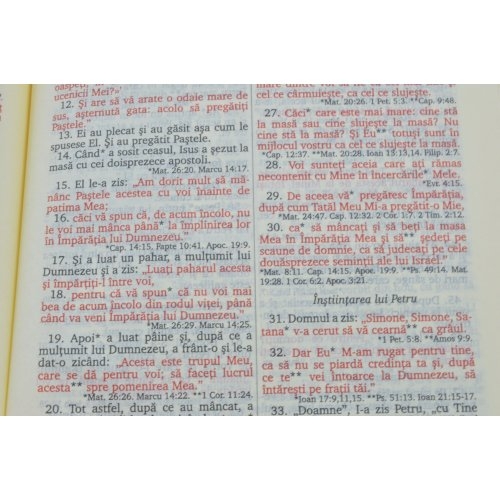 ucenicii Mei?»'
12. Și are să vă arate o odaie mare de
sus, așternută gata: acolo să pregătiți
Paștele."
13. Ei au plecat și au găsit așa cum le
spusese El. Și au pregătit Paștele.
14. Când* a sosit ceasul, Isus a șezut la
masă cu cei doisprezece apostoli.
*Mat. 26:20. Marcu 14:17.
15. El le-a zis: „Am dorit mult să mă-
nânc Paștele acestea cu voi înainte de
patima Mea;
16. căci vă spun că, de acum încolo, nu
le voi mai mânca până* la împlinirea lor
în Împărăția lui Dumnezeu."
*Cap. 14:15. Fapte 10:41. Apoc. 19:9.
17. Și a luat un pahar, a mulțumit lui
Dumnezeu și a zis: „Luați paharul acesta
și împărțiți-l între voi,
18. pentru că vă spun* că nu voi mai
bea de acum încolo din rodul viței, până
când va veni Împărăția lui Dumnezeu."
*Mat. 26:29. Marcu 14:25.
19. Apoi* a luat pâine și, după ce a
mulțumit lui Dumnezeu, a frânt-o și le-a
dat-o zicând: „Acesta este trupul Meu,
care se dă pentru voi; să faceți lucrul
acesta** spre pomenirea Mea."
*Mat. 26:26. Marcu 14:22. **1 Cor. 11:24.
20. Tot astfel, după ce au mâncat, a
cel ce cârmuiește, ca cel ce slujește.
*Mat. 20:26. 1 Pet. 5:3. **Cap. 9:48.
27. Căci* care este mai mare: cine stă
la masă sau cine slujește la masă? Nu
cine stă la masă? Și Eu** totuși sunt în
mijlocul vostru ca cel ce slujește la masă.
*Cap. 12:37. **Mat. 20:28. Ioan 13:13,14. Filip. 2:7.
28. Voi sunteți aceia care ați rămas
necontenit cu Mine în încercările* Mele.
*Evr. 4:15.
29. De aceea vă* pregătesc Împărăția,
după cum Tatăl Meu Mi-a pregătit-o Mie,
*Mat. 24:47. Cap. 12:32. 2 Cor. 1:7. 2 Tim. 2:12.
30. ca* să mâncați și să beți la masa
Mea în Împărăția Mea și să** ședeți pe
scaune de domnie, ca să judecați pe cele
douăsprezece seminții ale lui Israel."
*Mat. 8:11. Cap. 14:15. Apoc. 19:9. **Ps. 49:14. Mat.
19:28. 1 Cor. 6:2. Apoc. 3:21.
Înștiințarea lui Petru
31. Domnul a zis: „Simone, Simone, Sa-
tana* v-a cerut să vă cearnă** ca grâul.
*1 Pet. 5:8. **Amos 9:9.
32. Dar Eu* M-am rugat pentru tine,
ca să nu se piardă credința ta și, după
ce te** vei întoarce la Dumnezeu, să
întărești pe frații tăi."
*Ioan 17:9,11,15. **Ps. 51:13. Ioan 21:15-17.
33. „Doamne", I-a zis Petru, „cu Tine